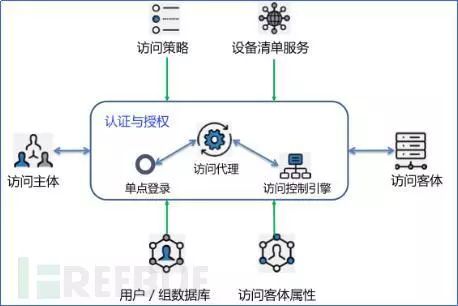 访问策略
设备清单服务
认证与授权
访问代理
单点登录
访问控制引擎
访问主体
访问客体
用户 / 组数据库
访问客体属性
FREEBUF